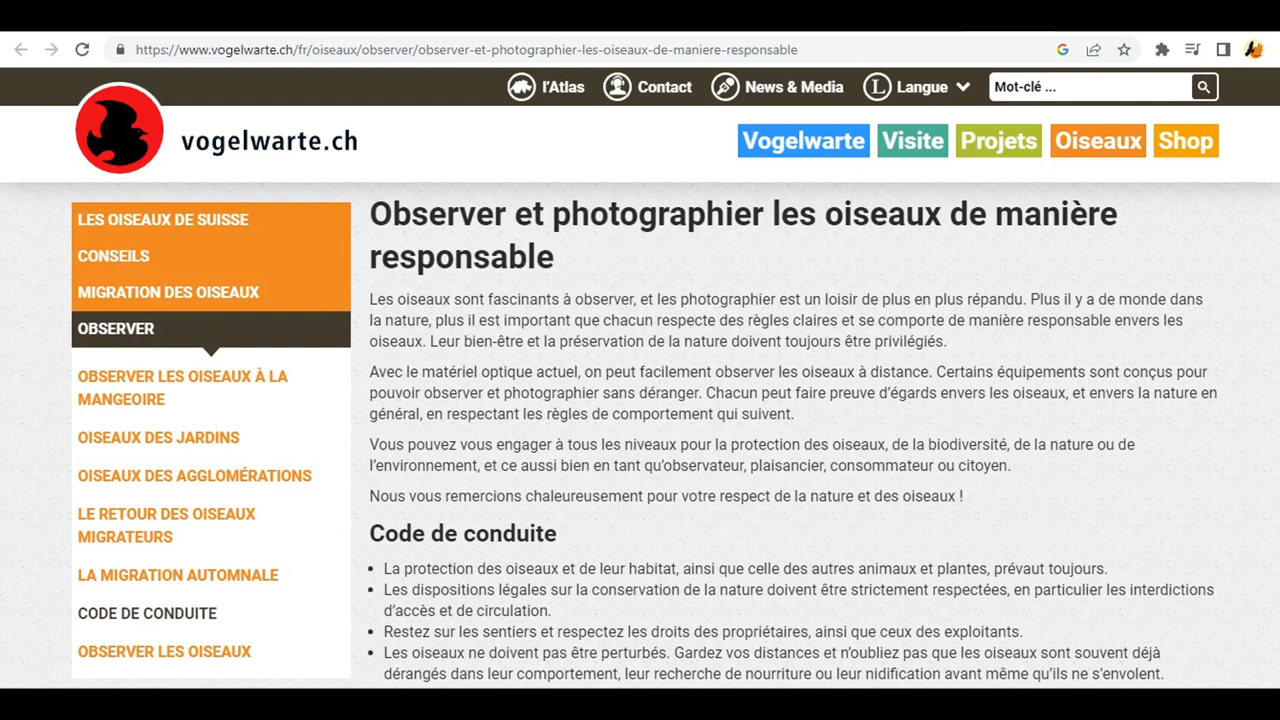 https://www.vogelwarte.ch/fr/oiseaux/observer/observer-et-photographier-les-oiseaux-de-maniere-responsable
l'Atlas
Contact
News & Media
L Langue
Mot-clé ...
vogelwarte.ch
Vogelwarte
Visite
Projets
Oiseaux
Shop
LES OISEAUX DE SUISSE
CONSEILS
MIGRATION DES OISEAUX
OBSERVER
OBSERVER LES OISEAUX À LA
MANGEOIRE
OISEAUX DES JARDINS
OISEAUX DES AGGLOMÉRATIONS
LE RETOUR DES OISEAUX
MIGRATEURS
LA MIGRATION AUTOMNALE
CODE DE CONDUITE
OBSERVER LES OISEAUX
Observer et photographier les oiseaux de manière
responsable
Les oiseaux sont fascinants à observer, et les photographier est un loisir de plus en plus répandu. Plus il y a de monde dans
la nature, plus il est important que chacun respecte des règles claires et se comporte de manière responsable envers les
oiseaux. Leur bien-être et la préservation de la nature doivent toujours être privilégiés.
Avec le matériel optique actuel, on peut facilement observer les oiseaux à distance. Certains équipements sont conçus pour
pouvoir observer et photographier sans déranger. Chacun peut faire preuve d'égards envers les oiseaux, et envers la nature en
général, en respectant les règles de comportement qui suivent.
Vous pouvez vous engager à tous les niveaux pour la protection des oiseaux, de la biodiversité, de la nature ou de
l'environnement, et ce aussi bien en tant qu'observateur, plaisancier, consommateur ou citoyen.
Nous vous remercions chaleureusement pour votre respect de la nature et des oiseaux !
Code de conduite
• La protection des oiseaux et de leur habitat, ainsi que celle des autres animaux et plantes, prévaut toujours.
• Les dispositions légales sur la conservation de la nature doivent être strictement respectées, en particulier les interdictions
d'accès et de circulation.
• Restez sur les sentiers et respectez les droits des propriétaires, ainsi que ceux des exploitants.
• Les oiseaux ne doivent pas être perturbés. Gardez vos distances et n'oubliez pas que les oiseaux sont souvent déjà
dérangés dans leur comportement, leur recherche de nourriture ou leur nidification avant même qu'ils ne s'envolent.